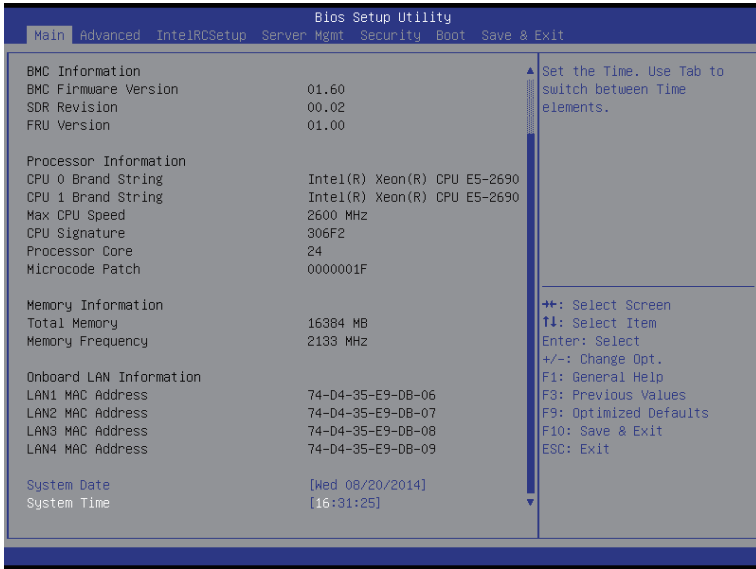 Bios Setup Utility
Main Advanced IntelRCSetup Server Mgmt Security Boot Save & Exit
BMC Information
BMC Firmware Version 01.60
SDR Revision 00.02
FRU Version 01.00
Processor Information
CPU 0 Brand String Intel(R) Xeon(R) CPU E5-2690
CPU 1 Brand String Intel(R) Xeon(R) CPU E5-2690
Max CPU Speed 2600 MHz
CPU Signature 306F2
Processor Core 24
Microcode Patch 0000001F
Memory Information
Total Memory 16384 MB
Memory Frequency 2133 MHz
Onboard LAN Information
LAN1 MAC Address 74-D4-35-E9-DB-06
LAN2 MAC Address 74-D4-35-E9-DB-07
LAN3 MAC Address 74-D4-35-E9-DB-08
LAN4 MAC Address 74-D4-35-E9-DB-09
System Date [Wed 08/20/2014]
System Time [16:31:25]
Set the Time. Use Tab to
switch between Time
elements.
→←: Select Screen
↑↓: Select Item
Enter: Select
+/-: Change Opt.
F1: General Help
F3: Previous Values
F9: Optimized Defaults
F10: Save & Exit
ESC: Exit